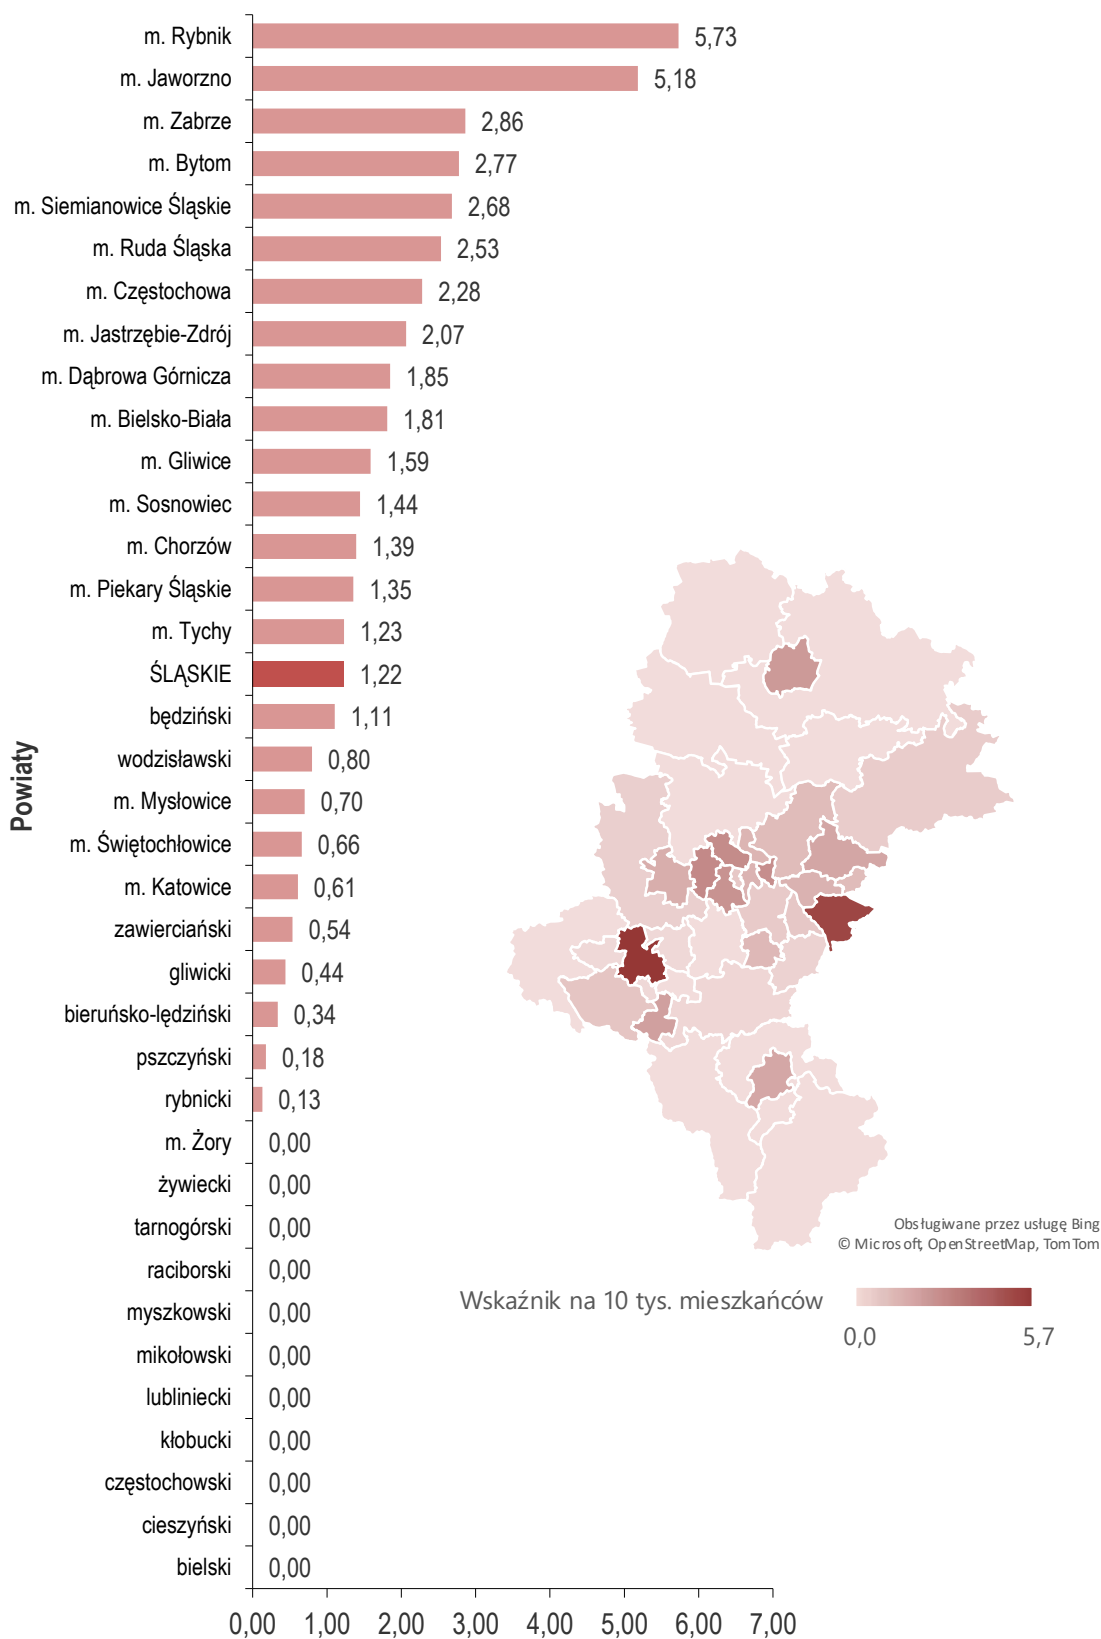 m. Rybnik 5,73
m. Jaworzno 5,18
m. Zabrze 2,86
m. Bytom 2,77
m. Siemianowice Śląskie 2,68
m. Ruda Śląska 2,53
m. Częstochowa 2,28
m. Jastrzębie-Zdrój 2,07
m. Dąbrowa Górnicza 1,85
m. Bielsko-Biała 1,81
m. Gliwice 1,59
m. Sosnowiec 1,44
m. Chorzów 1,39
m. Piekary Śląskie 1,35
m. Tychy 1,23
ŚLĄSKIE 1,22
będziński 1,11
wodzisławski 0,80
m. Mysłowice 0,70
m. Świętochłowice 0,66
m. Katowice 0,61
zawierciański 0,54
gliwicki 0,44
bieruńsko-lędziński 0,34
pszczyński 0,18
rybnicki 0,13
m. Żory 0,00
żywiecki 0,00
tarnogórski 0,00
raciborski 0,00
myszkowski 0,00
mikołowski 0,00
lubliniecki 0,00
kłobucki 0,00
częstochowski 0,00
cieszyński 0,00
bielski 0,00
0,00 1,00 2,00 3,00 4,00 5,00 6,00 7,00
Powiaty
Obsługiwane przez usługę Bing
© Microsoft, OpenStreetMap, TomTom
Wskaźnik na 10 tys. mieszkańców
0,0 5,7